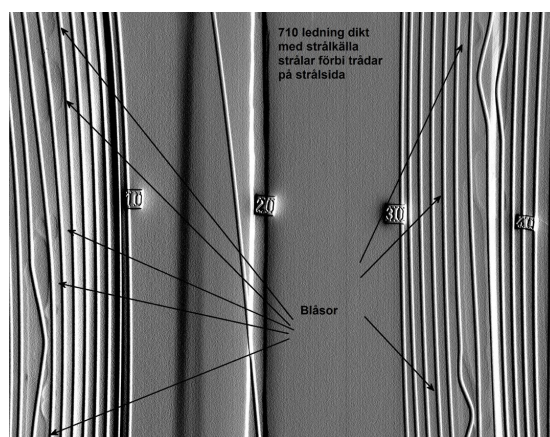 710 ledning dikt
med strålkälla
strålar förbi trådar
på strålsida
10
20
30
40
Blåsor